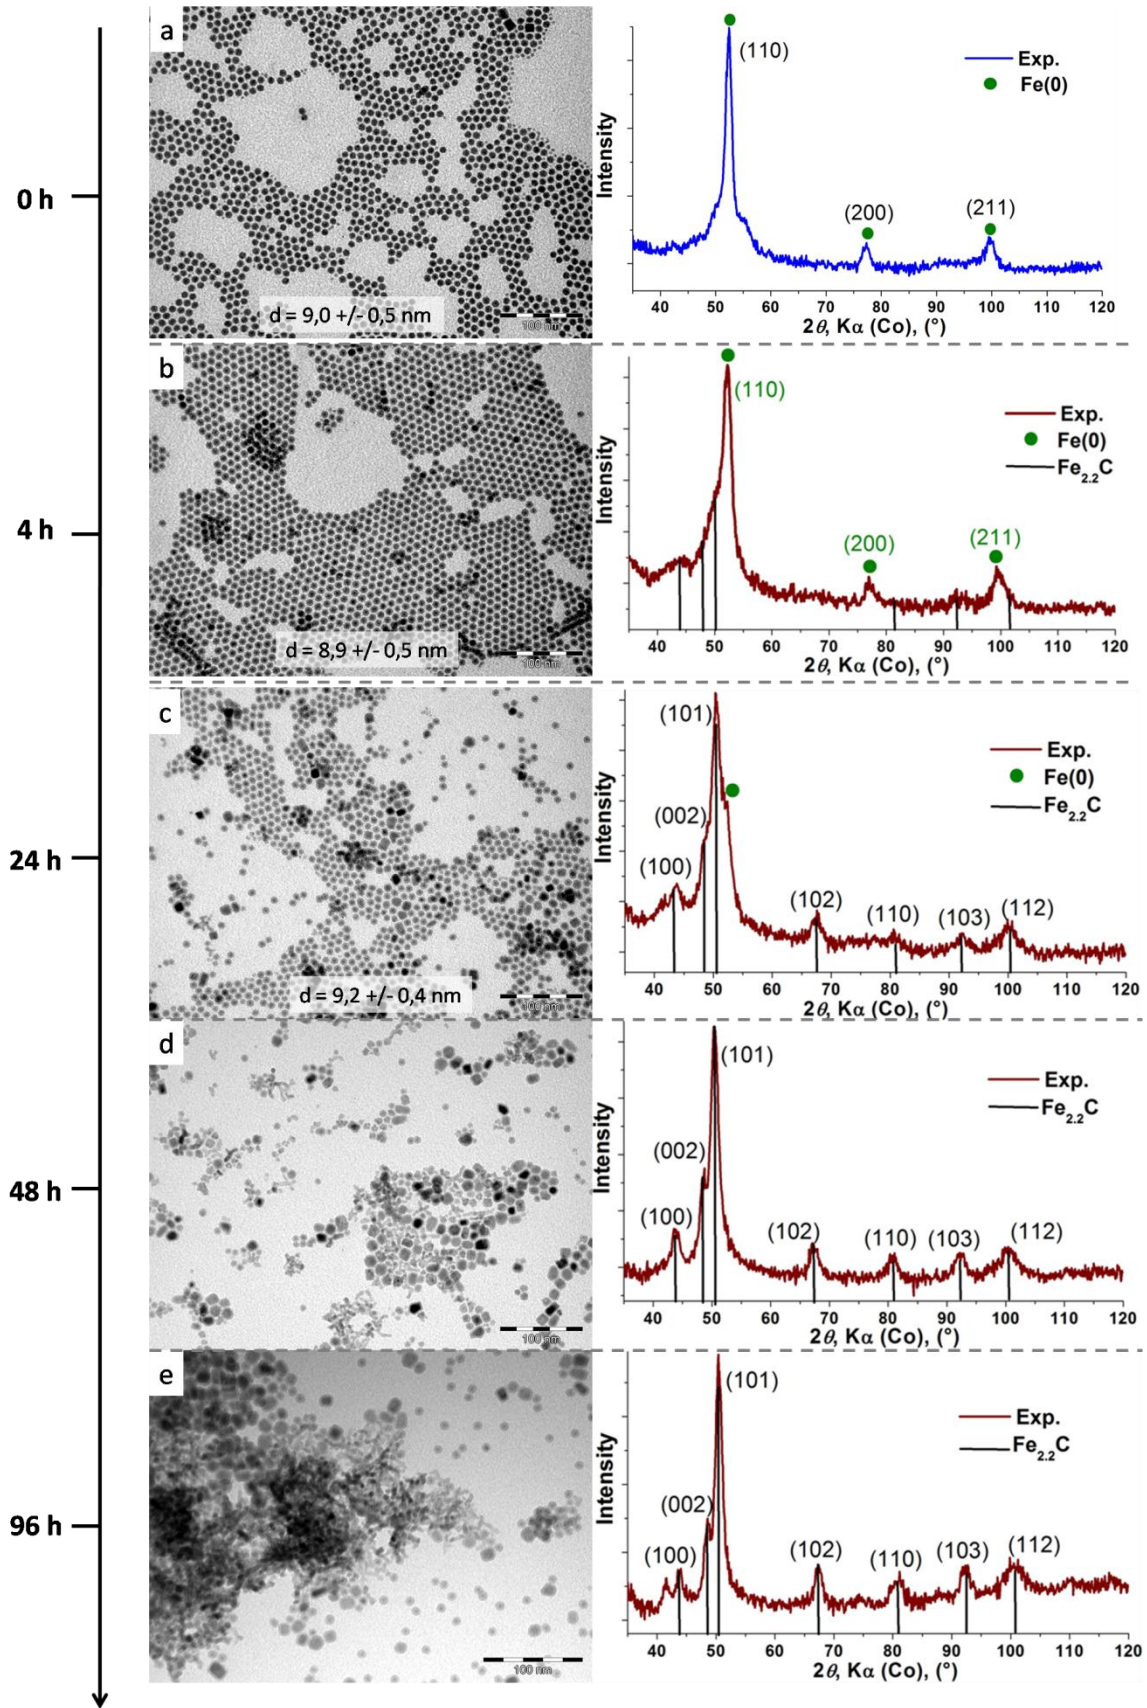 0 h
a
d = 9,0 +/- 0,5 nm
100 nm
Intensity
(110)
(200)
(211)
Exp.
Fe(0)
40 50 60 70 80 90 100 110 120
2θ, Kα (Co), (°)
4 h
b
d = 8,9 +/- 0,5 nm
100 nm
Intensity
(110)
(200)
(211)
Exp.
Fe(0)
Fe2.2C
40 50 60 70 80 90 100 110 120
2θ, Kα (Co), (°)
24 h
c
d = 9,2 +/- 0,4 nm
100 nm
Intensity
(100)
(002)
(101)
(102)
(110)
(103)
(112)
Exp.
Fe(0)
Fe2.2C
40 50 60 70 80 90 100 110 120
2θ, Kα (Co), (°)
48 h
d
100 nm
Intensity
(100)
(002)
(101)
(102)
(110)
(103)
(112)
Exp.
Fe2.2C
40 50 60 70 80 90 100 110 120
2θ, Kα (Co), (°)
96 h
e
100 nm
Intensity
(100)
(002)
(101)
(102)
(110)
(103)
(112)
Exp.
Fe2.2C
40 50 60 70 80 90 100 110 120
2θ, Kα (Co), (°)